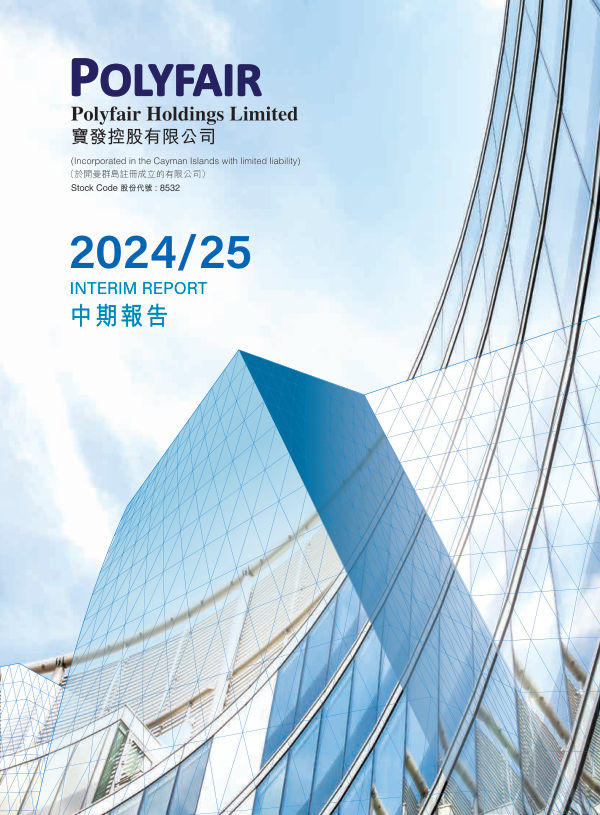 POLYFAIR
Polyfair Holdings Limited
寶發控股有限公司
(Incorporated in the Cayman Islands with limited liability)
(於開曼群島註冊成立的有限公司)
Stock Code 股份代號 : 8532
2024/25
INTERIM REPORT
中期報告